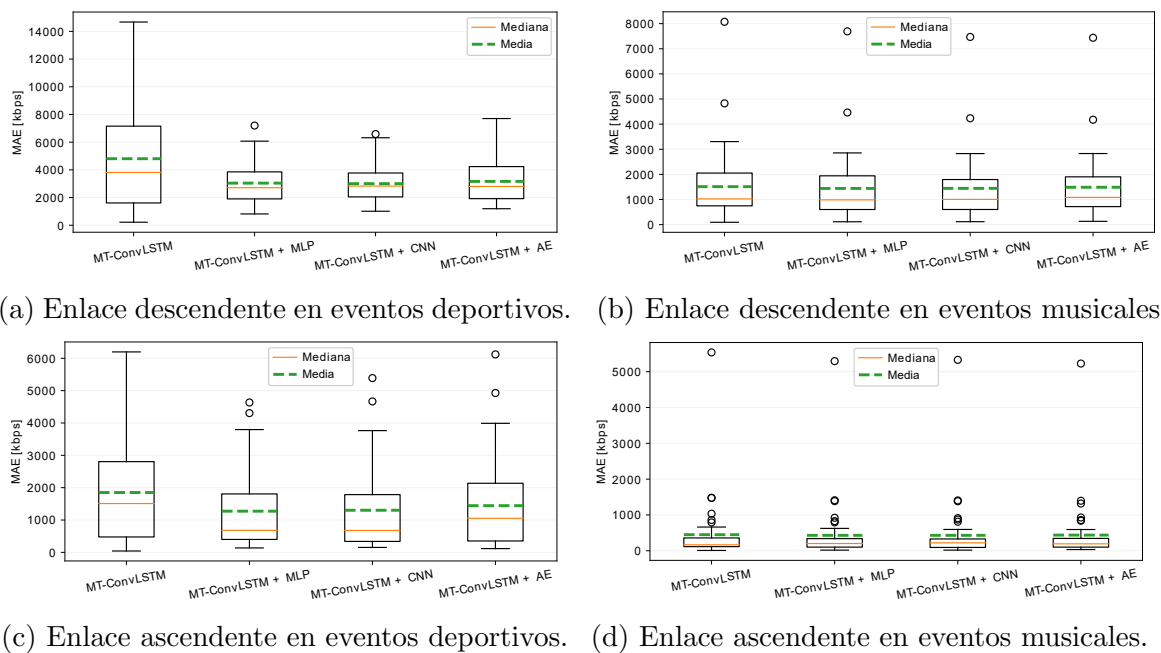 Mediana
Media
14000
12000
10000
8000
6000
4000
2000
0
MAE [kbps]
MT-ConvLSTM
MT-ConvLSTM + MLP
MT-ConvLSTM + CNN
MT-ConvLSTM + AE
(a) Enlace descendente en eventos deportivos.
Mediana
Media
8000
7000
6000
5000
4000
3000
2000
1000
0
MAE [kbps]
MT-ConvLSTM
MT-ConvLSTM + MLP
MT-ConvLSTM + CNN
MT-ConvLSTM + AE
(b) Enlace descendente en eventos musicales
Mediana
Media
6000
5000
4000
3000
2000
1000
0
MAE [kbps]
MT-ConvLSTM
MT-ConvLSTM + MLP
MT-ConvLSTM + CNN
MT-ConvLSTM + AE
(c) Enlace ascendente en eventos deportivos.
Mediana
Media
5000
4000
3000
2000
1000
0
MAE [kbps]
MT-ConvLSTM
MT-ConvLSTM + MLP
MT-ConvLSTM + CNN
MT-ConvLSTM + AE
(d) Enlace ascendente en eventos musicales.